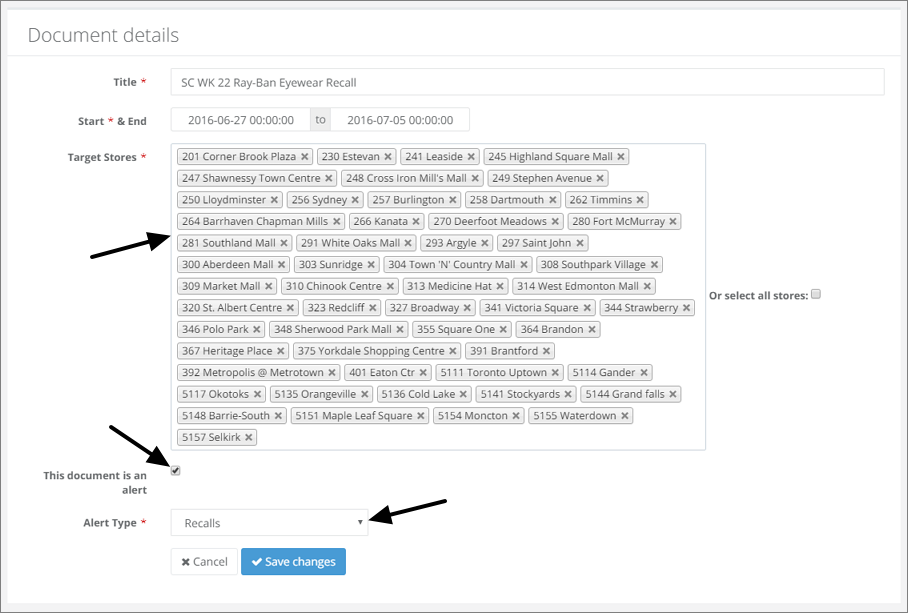 Document details
Title *
SC WK 22 Ray-Ban Eyewear Recall
Start * & End
2016-06-27 00:00:00 to 2016-07-05 00:00:00
Target Stores *
201 Corner Brook Plaza × 230 Estevan × 241 Leaside × 245 Highland Square Mall ×
247 Shawnessy Town Centre × 248 Cross Iron Mill's Mall × 249 Stephen Avenue ×
250 Lloydminster × 256 Sydney × 257 Burlington × 258 Dartmouth × 262 Timmins ×
264 Barrhaven Chapman Mills × 266 Kanata × 270 Deerfoot Meadows × 280 Fort McMurray ×
281 Southland Mall × 291 White Oaks Mall × 293 Argyle × 297 Saint John ×
300 Aberdeen Mall × 303 Sunridge × 304 Town 'N' Country Mall × 308 Southpark Village ×
309 Market Mall × 310 Chinook Centre × 313 Medicine Hat × 314 West Edmonton Mall ×
320 St. Albert Centre × 323 Redcliff × 327 Broadway × 341 Victoria Square × 344 Strawberry ×
346 Polo Park × 348 Sherwood Park Mall × 355 Square One × 364 Brandon ×
367 Heritage Place × 375 Yorkdale Shopping Centre × 391 Brantford ×
392 Metropolis @ Metrotown × 401 Eaton Ctr × 5111 Toronto Uptown × 5114 Gander ×
5117 Okotoks × 5135 Orangeville × 5136 Cold Lake × 5141 Stockyards × 5144 Grand falls ×
5148 Barrie-South × 5151 Maple Leaf Square × 5154 Moncton × 5155 Waterdown ×
5157 Selkirk ×
Or select all stores:
This document is an
alert
Alert Type *
Recalls
Cancel
Save changes